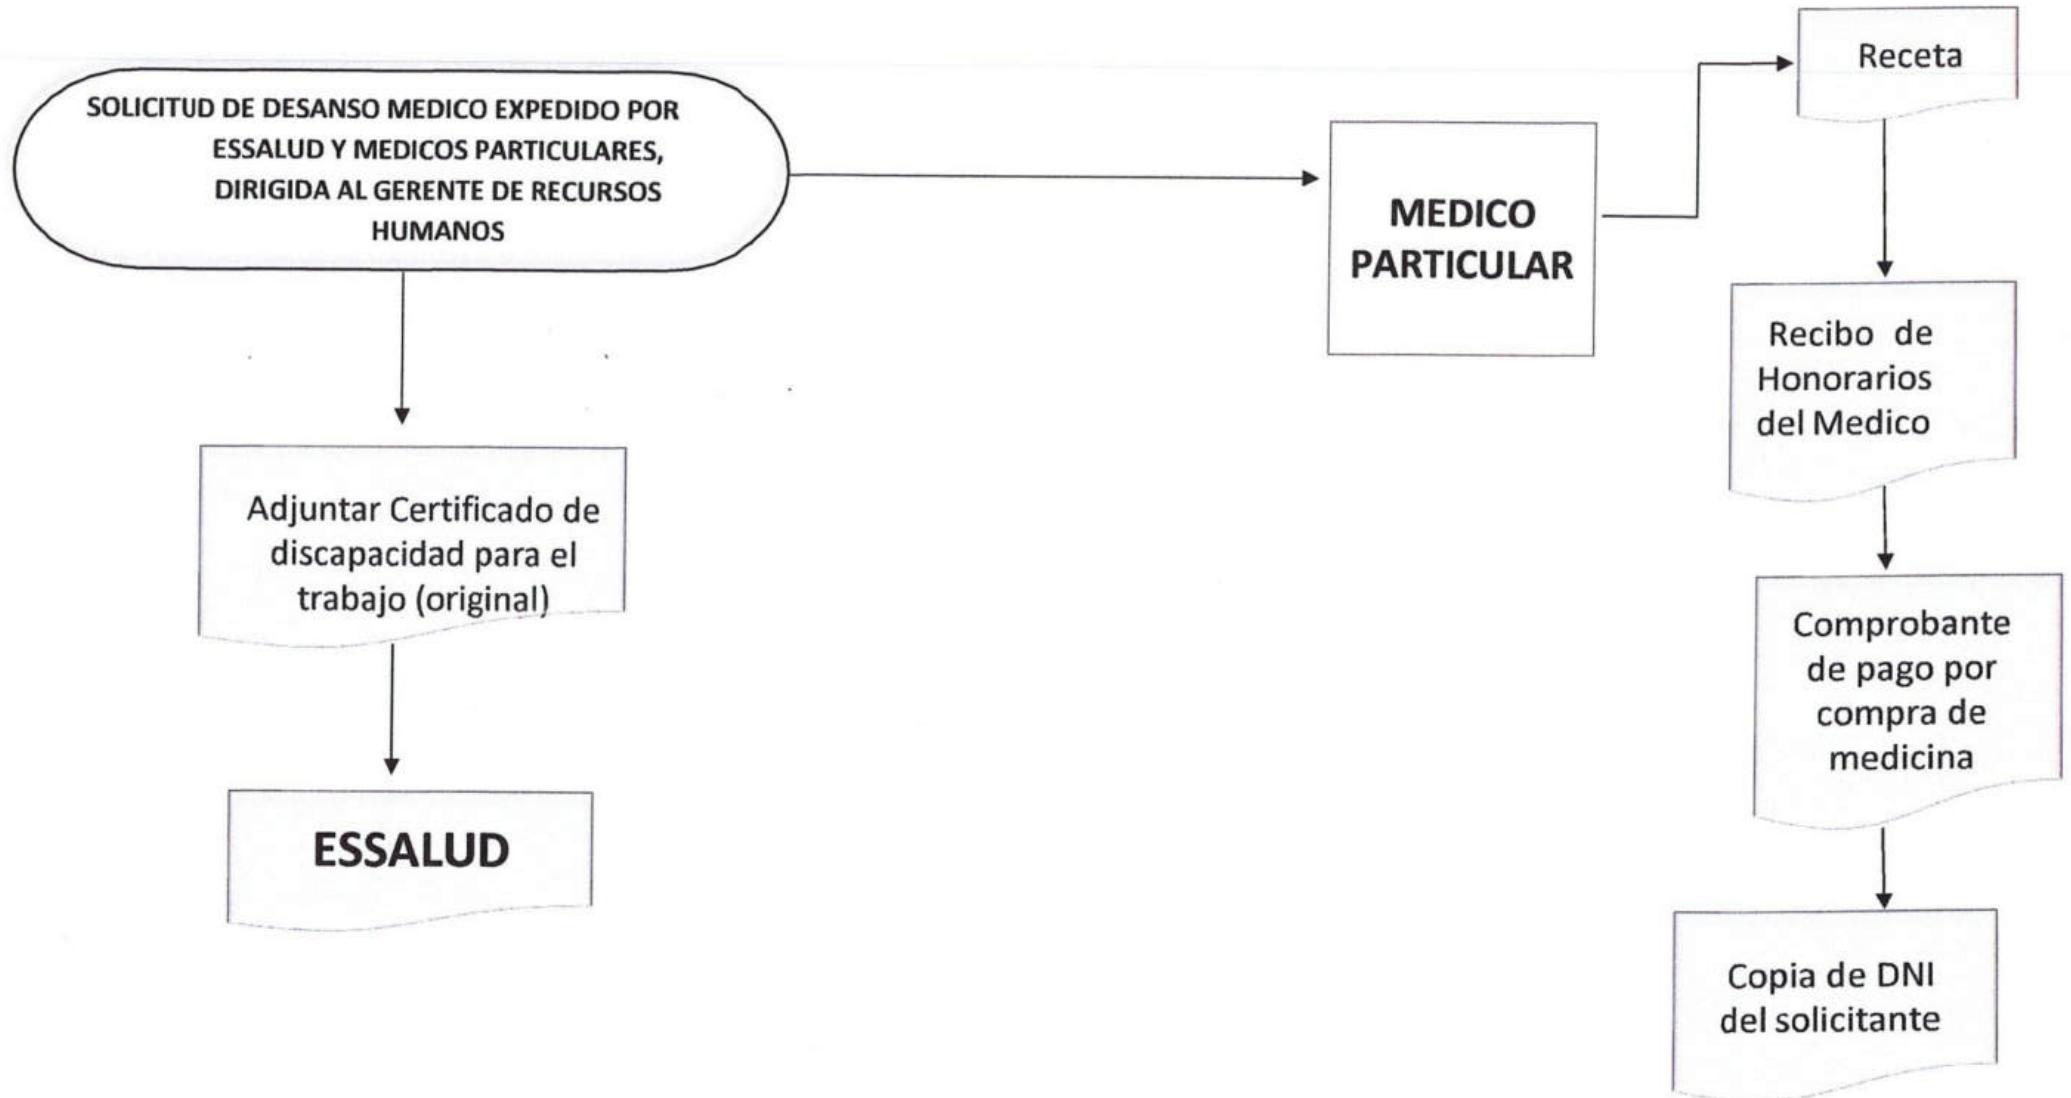 SOLICITUD DE DESANSO MEDICO EXPEDIDO POR
ESSALUD Y MEDICOS PARTICULARES,
DIRIGIDA AL GERENTE DE RECURSOS
HUMANOS
Adjuntar Certificado de
discapacidad para el
trabajo (original)
ESSALUD
MEDICO
PARTICULAR
Receta
Recibo de
Honorarios
del Medico
Comprobante
de pago por
compra de
medicina
Copia de DNI
del solicitante